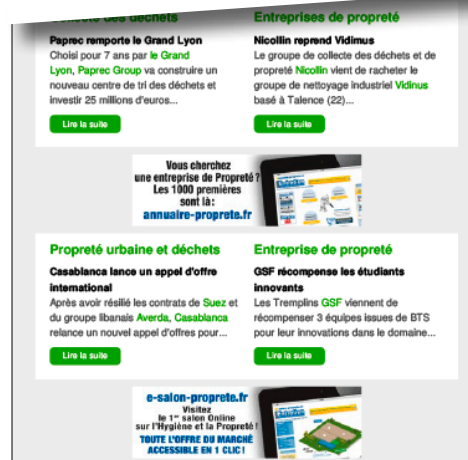 Collecte des déchets
Paprec remporte le Grand Lyon
Choisi pour 7 ans par le Grand
Lyon, Paprec Group va construire un
nouveau centre de tri des déchets et
investir 25 millions d'euros...
Lire la suite
Entreprises de propreté
Nicollin reprend Vidimus
Le groupe de collecte des déchets et de
propreté Nicollin vient de racheter le
groupe de nettoyage industriel Vidinus
basé à Talence (22)...
Lire la suite
Vous cherchez
une entreprise de Propreté ?
Les 1000 premières
sont là :
annuaire-proprete.fr
Propreté urbaine et déchets
Casablanca lance un appel d'offre
international
Après avoir résilié les contrats de Suez et
du groupe libanais Averda, Casablanca
relance un nouvel appel d'offres pour...
Lire la suite
Entreprise de propreté
GSF récompense les étudiants
innovants
Les Tremplins GSF viennent de
récompenser 3 équipes issues de BTS
pour leur innovations dans le domaine...
Lire la suite
e-salon-proprete.fr
Visitez
le 1er salon Online
sur l'Hygiène et la Propreté !
TOUTE L'OFFRE DU MARCHÉ
ACCESSIBLE EN 1 CLIC !